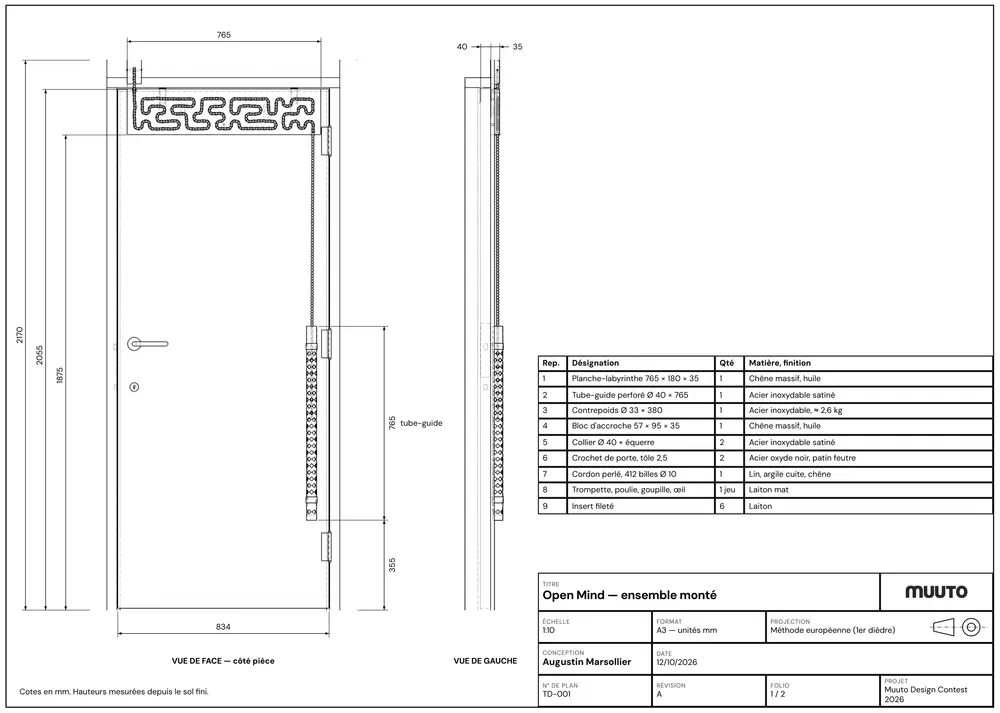 765
40
35
2170
2055
1875
765 tube-guide
355
834
VUE DE FACE — côté pièce
VUE DE GAUCHE
Cotes en mm. Hauteurs mesurées depuis le sol fini.
Rep. Désignation Qté Matière, finition
1 Planche-labyrinthe 765 × 180 × 35 1 Chêne massif, huile
2 Tube-guide perforé Ø 40 × 765 1 Acier inoxydable satiné
3 Contrepoids Ø 33 × 380 1 Acier inoxydable, ≈ 2,6 kg
4 Bloc d'accroche 57 × 95 × 35 1 Chêne massif, huile
5 Collier Ø 40 + équerre 2 Acier inoxydable satiné
6 Crochet de porte, tôle 2,5 2 Acier oxyde noir, patin feutre
7 Cordon perlé, 412 billes Ø 10 1 Lin, argile cuite, chêne
8 Trompette, poulie, goupille, œil 1 jeu Laiton mat
9 Insert fileté 6 Laiton
TITRE
Open Mind — ensemble monté
muuto
ÉCHELLE
1:10
FORMAT
A3 — unités mm
PROJECTION
Méthode européenne (1er dièdre)
CONCEPTION
Augustin Marsollier
DATE
12/10/2026
N° DE PLAN
TD-001
RÉVISION
A
FOLIO
1 / 2
PROJET
Muuto Design Contest
2026